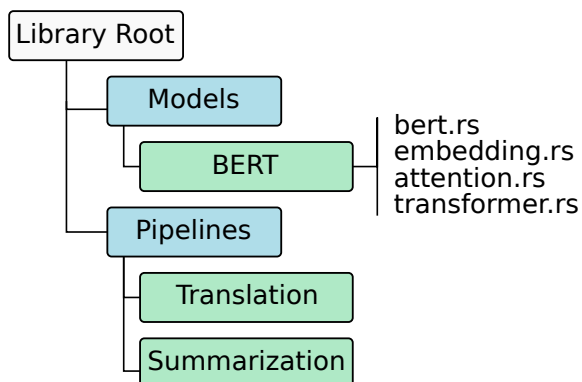 Library Root
Models
BERT
bert.rs
embedding.rs
attention.rs
transformer.rs
Pipelines
Translation
Summarization